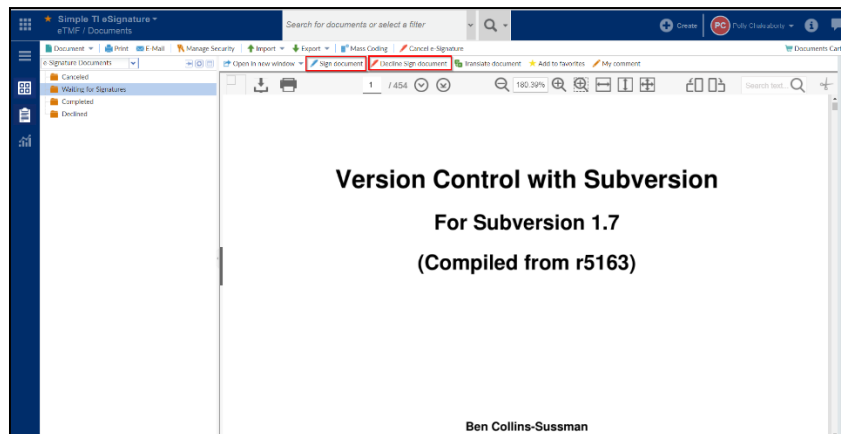 Simple TI eSignature
eTMF / Documents
Search for documents or select a filter
Create
PC
Polly Chakraborty
Document
Print
E-Mail
Manage Security
Import
Export
Mass Coding
Cancel e-Signature
Documents Cart
e-Signature Documents
Open in new window
Sign document
Decline Sign document
Translate document
Add to favorites
My comment
Canceled
Waiting for Signatures
Completed
Declined
1 / 454
180.39%
Search text...
Version Control with Subversion
For Subversion 1.7
(Compiled from r5163)
Ben Collins-Sussman